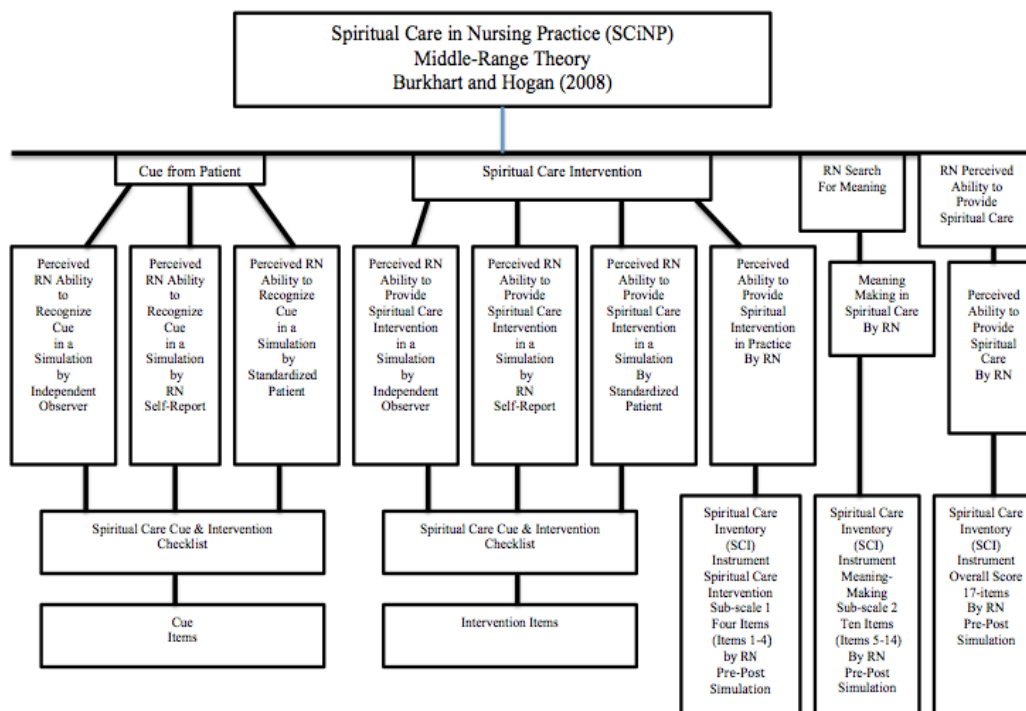 Spiritual Care in Nursing Practice (SCiNP)
Middle-Range Theory
Burkhart and Hogan (2008)
Cue from Patient
Spiritual Care Intervention
RN Search
For Meaning
RN Perceived
Ability to
Provide
Spiritual Care
Perceived
RN Ability
to
Recognize
Cue
in a
Simulation
by
Independent
Observer
Perceived
RN Ability
to
Recognize
Cue in a
Simulation
by
RN
Self-Report
Perceived RN
Ability to
Recognize
Cue
in a
Simulation
by
Standardized
Patient
Perceived RN
Ability to
Provide
Spiritual Care
Intervention
in a
Simulation
by
Independent
Observer
Perceived RN
Ability to
Provide
Spiritual Care
Intervention
in a
Simulation
by
RN
Self-Report
Perceived RN
Ability to
Provide
Spiritual Care
Intervention in
a Simulation
By
Standardized
Patient
Perceived
Ability to
Provide
Spiritual
Intervention
in Practice
By RN
Meaning
Making in
Spiritual Care
By RN
Perceived
Ability to
Provide
Spiritual
Care
By RN
Spiritual Care Cue & Intervention
Checklist
Spiritual Care Cue & Intervention
Checklist
Cue
Items
Intervention Items
Spiritual Care
Inventory
(SCI)
Instrument
Spiritual Care
Intervention
Sub-scale 1
Four Items
(Items 1-4)
by RN
Pre-Post
Simulation
Spiritual Care
Inventory
(SCI)
Instrument
Meaning-
Making
Sub-scale 2
Ten Items
(Items 5-14)
By RN
Pre-Post
Simulation
Spiritual Care
Inventory
(SCI)
Instrument
Overall Score
17-items
By RN
Pre-Post
Simulation